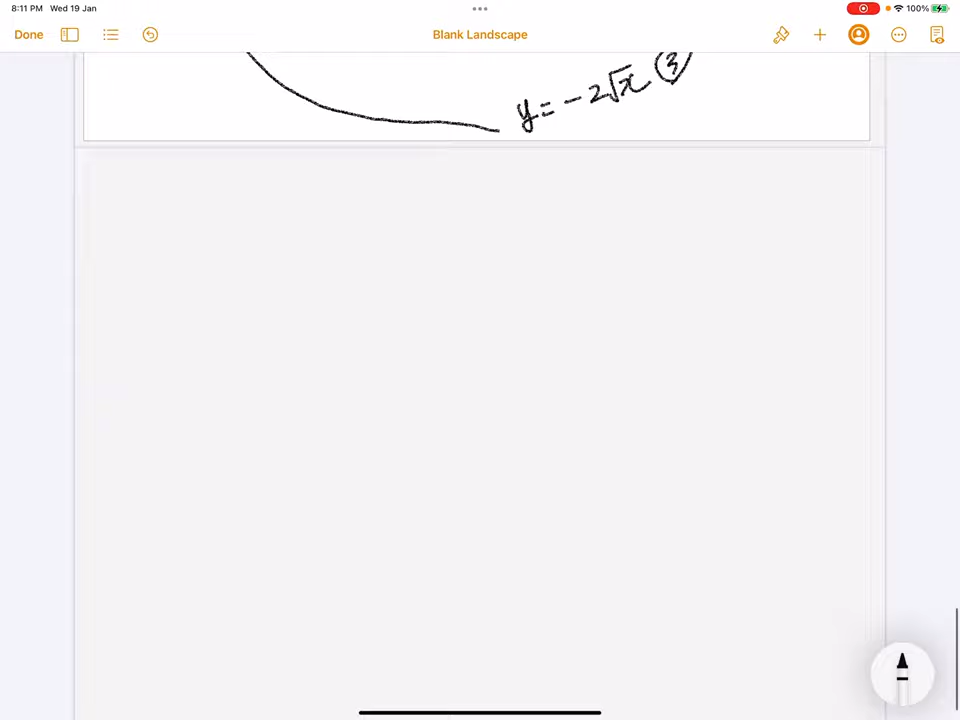 8:11 PM Wed 19 Jan
100%
Done
Blank Landscape
y = -2√x ③